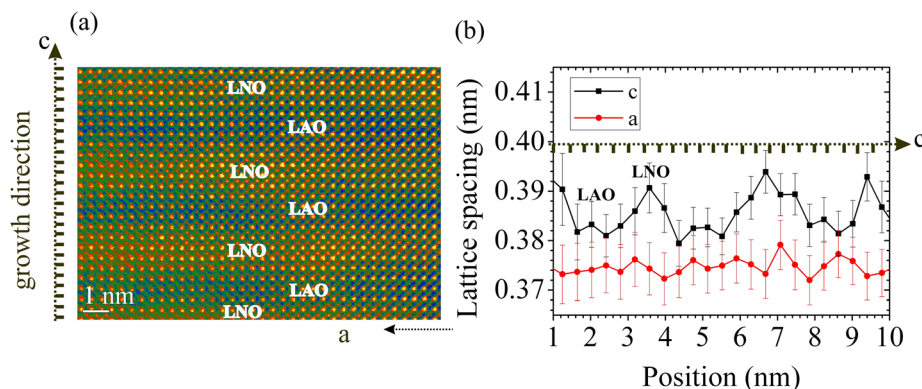 (a)
c
growth direction
LNO
LAO
LNO
LAO
LNO
LAO
LNO
1 nm
a
(b)
Lattice spacing (nm)
0.41
0.40
0.39
0.38
0.37
c
a
c
LAO
LNO
1 2 3 4 5 6 7 8 9 10
Position (nm)